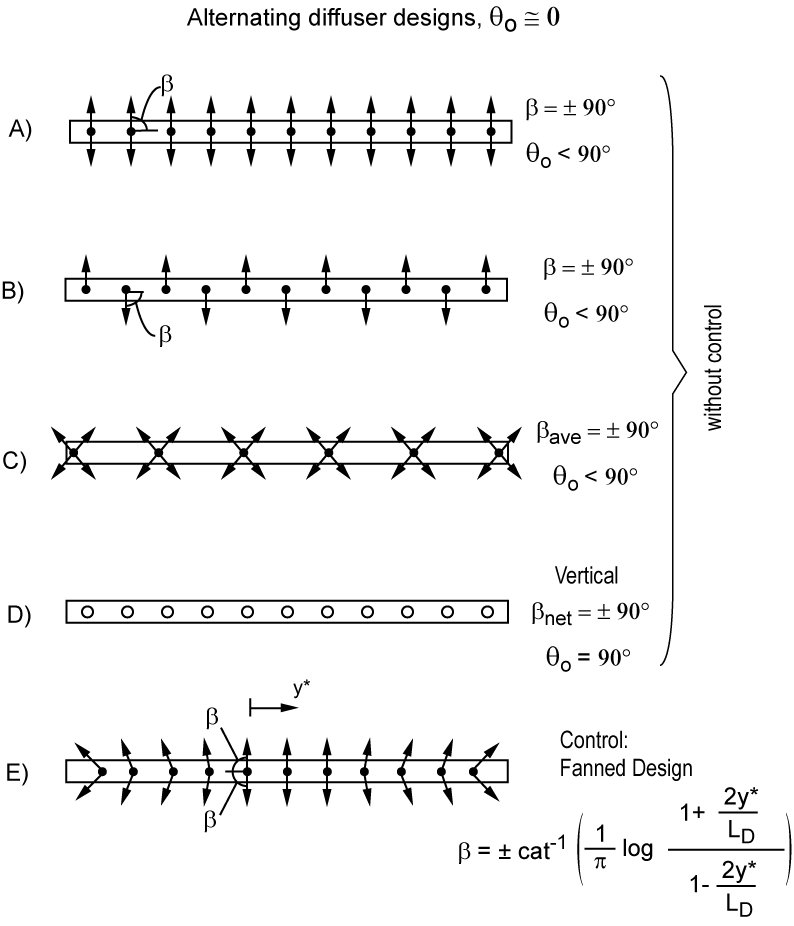 Alternating diffuser designs, θo ≅ 0
β
A)
β = ± 90°
θo < 90°
B)
β = ± 90°
θo < 90°
β
C)
βave = ± 90°
θo < 90°
without control
D)
Vertical
βnet = ± 90°
θo = 90°
y*
β
E)
β
Control:
Fanned Design
β = ± cat-1 ( 1/π log (1+ 2y*/LD) / (1- 2y*/LD) )